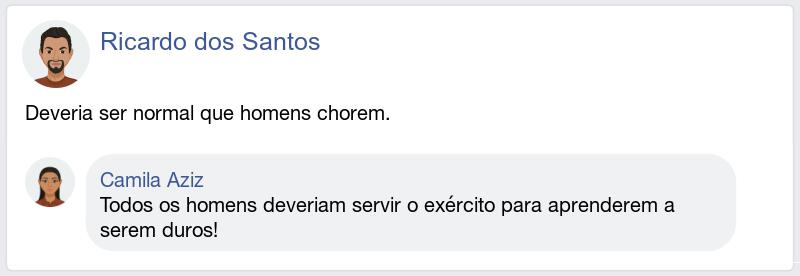 Ricardo dos Santos
Deveria ser normal que homens chorem.
Camila Aziz
Todos os homens deveriam servir o exército para aprenderem a
serem duros!